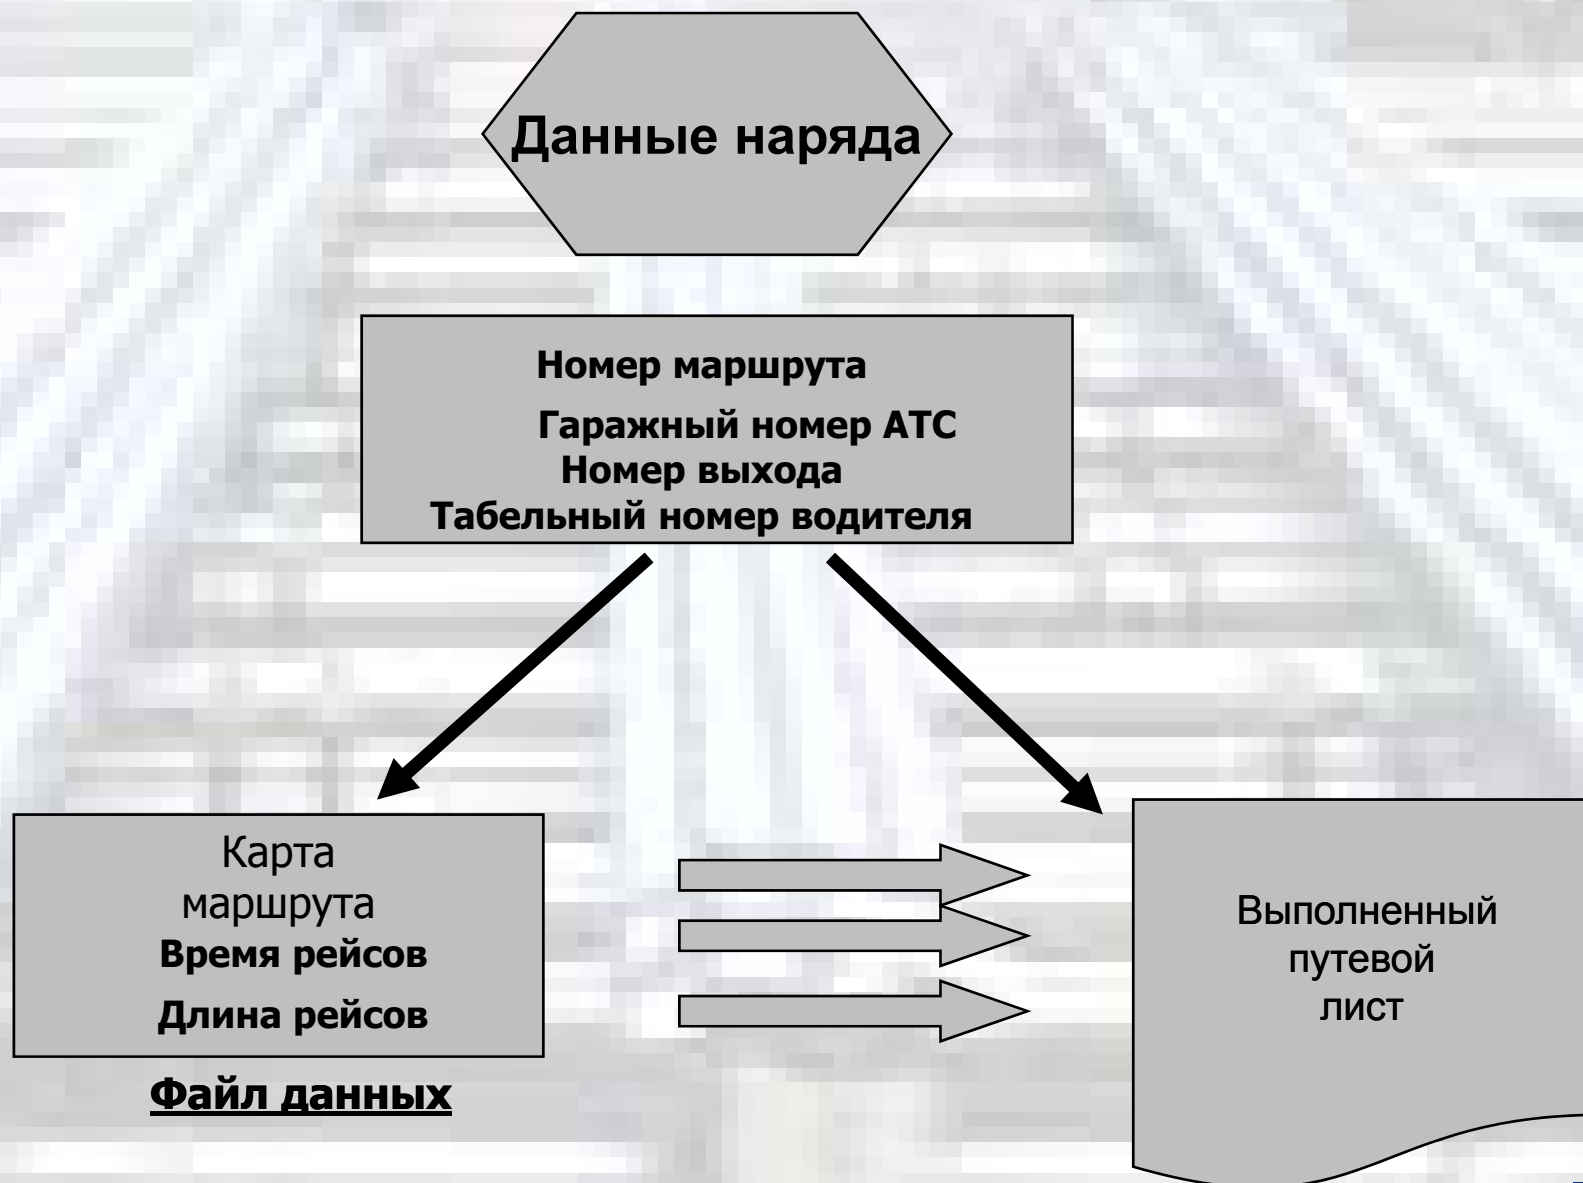 Данные наряда
Номер маршрута
Гаражный номер АТС
Номер выхода
Табельный номер водителя
Карта
маршрута
Время рейсов
Длина рейсов
Файл данных
Выполненный
путевой
лист